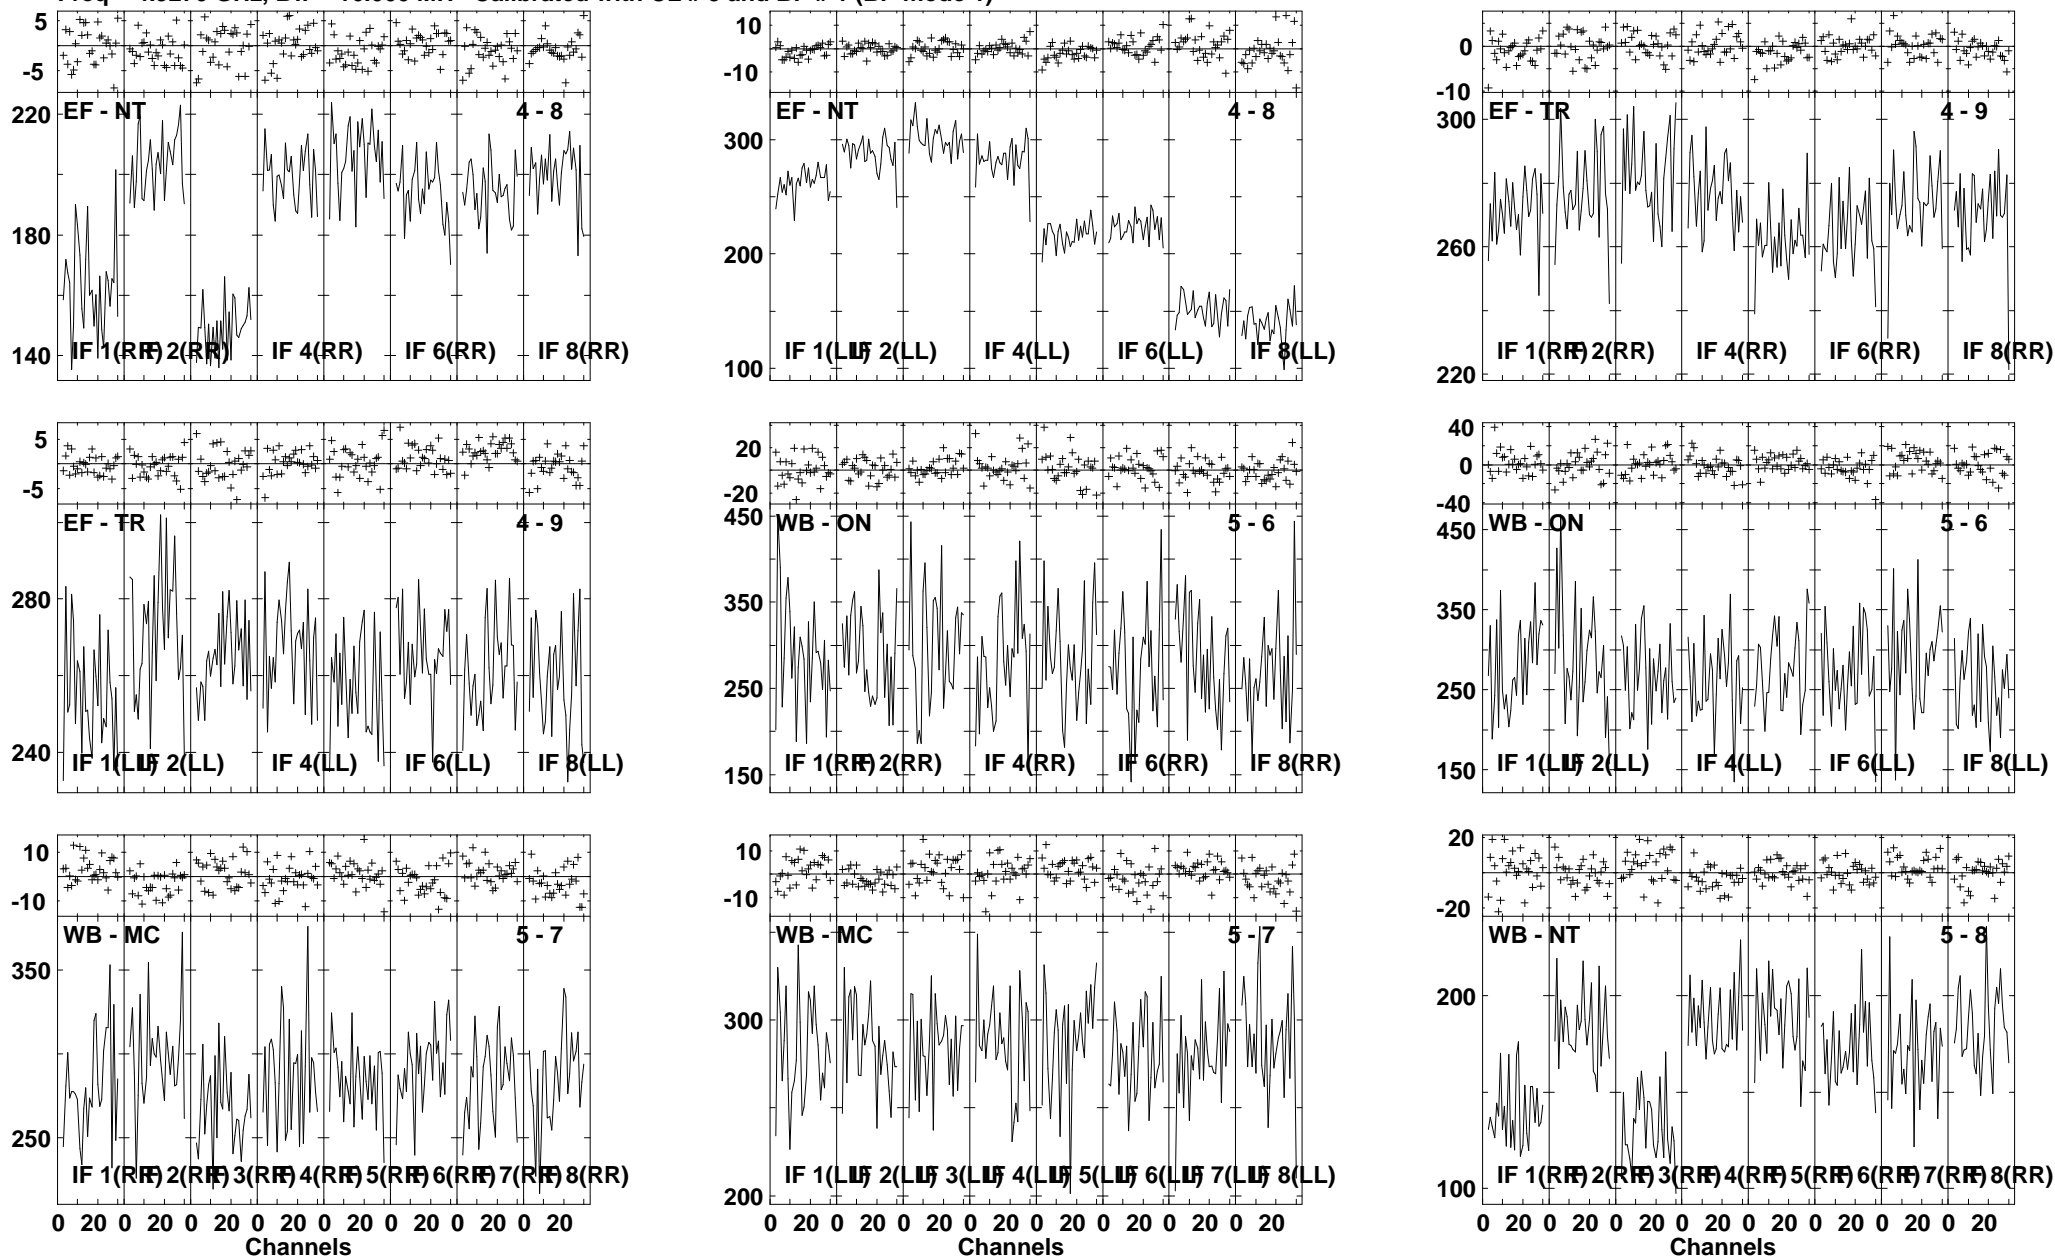 5 10 0
-5 -10 -10
EF - NT 4 - 8
220
180
140
IF 1(RR) IF 2(RR) IF 4(RR) IF 6(RR) IF 8(RR)
EF - NT 4 - 8
300
200
100
IF 1(LL) IF 2(LL) IF 4(LL) IF 6(LL) IF 8(LL)
EF - TR 4 - 9
300
260
220
IF 1(RR) IF 2(RR) IF 4(RR) IF 6(RR) IF 8(RR)
5 20 40
-5 -20 0
-40
EF - TR 4 - 9
280
240
IF 1(LL) IF 2(LL) IF 4(LL) IF 6(LL) IF 8(LL)
WB - ON 5 - 6
450
350
250
150
IF 1(RR) IF 2(RR) IF 4(RR) IF 6(RR) IF 8(RR)
WB - ON 5 - 6
450
350
250
150
IF 1(LL) IF 2(LL) IF 4(LL) IF 6(LL) IF 8(LL)
10 10 20
-10 -10 0
-20
WB - MC 5 - 7
350
250
IF 1(RR) IF 2(RR) IF 3(RR) IF 4(RR) IF 5(RR) IF 6(RR) IF 7(RR) IF 8(RR)
0 20 0 20 0 20 0 20 0 20 0 20 0 20 0 20
Channels
WB - MC 5 - 7
300
200
IF 1(LL) IF 2(LL) IF 3(LL) IF 4(LL) IF 5(LL) IF 6(LL) IF 7(LL) IF 8(LL)
0 20 0 20 0 20 0 20 0 20 0 20 0 20 0 20
Channels
WB - NT 5 - 8
200
100
IF 1(RR) IF 2(RR) IF 3(RR) IF 4(RR) IF 5(RR) IF 6(RR) IF 7(RR) IF 8(RR)
0 20 0 20 0 20 0 20 0 20 0 20 0 20 0 20
Channels